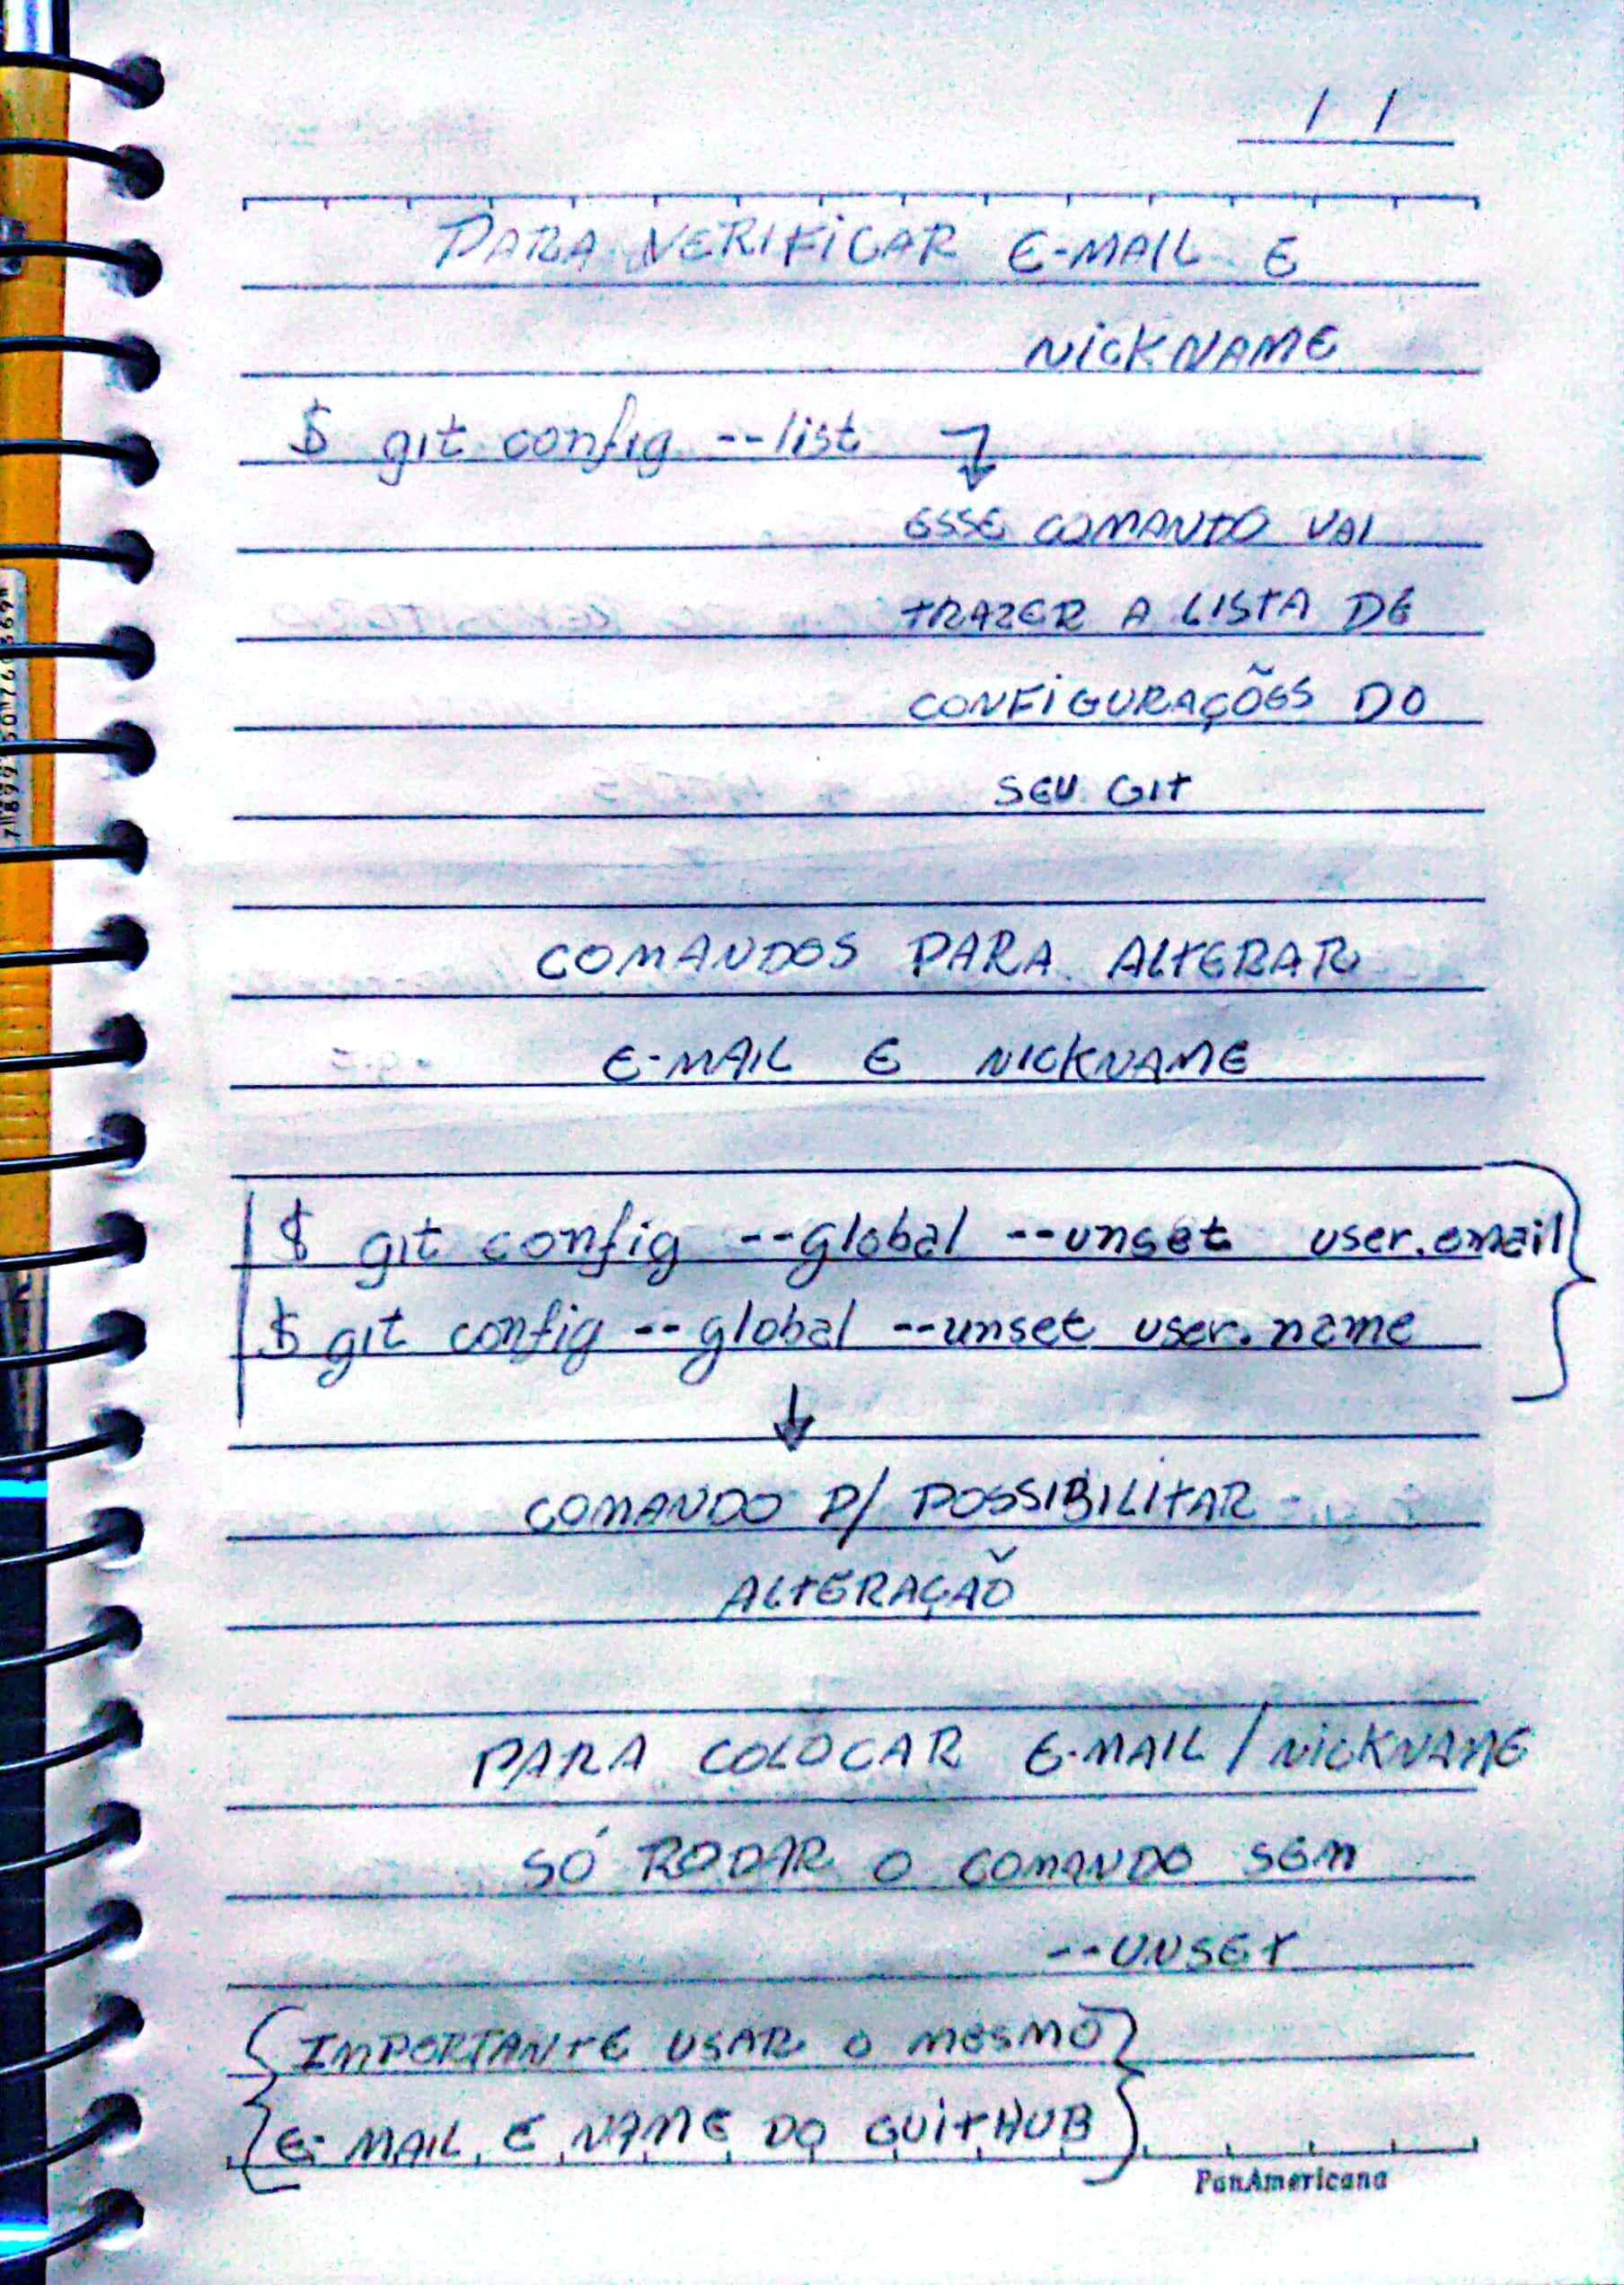 / /
PARA VERIFICAR E-MAIL E
NICKNAME
$ git config --list
ESSE COMANDO VAI
TRAZER A LISTA DE
CONFIGURAÇÕES DO
SEU GIT
COMANDOS PARA ALTERAR
E-MAIL E NICKNAME
$ git config --global --unset user.email
$ git config --global --unset user.name
COMANDO P/ POSSIBILITAR
ALTERAÇAÕ
PARA COLOCAR E-MAIL / NICKNAME
SÓ RODAR O COMANDO SEM
--UNSET
{IMPORTANTE USAR O MESMO}
{E-MAIL E NAME DO GUITHUB}
PanAmericana